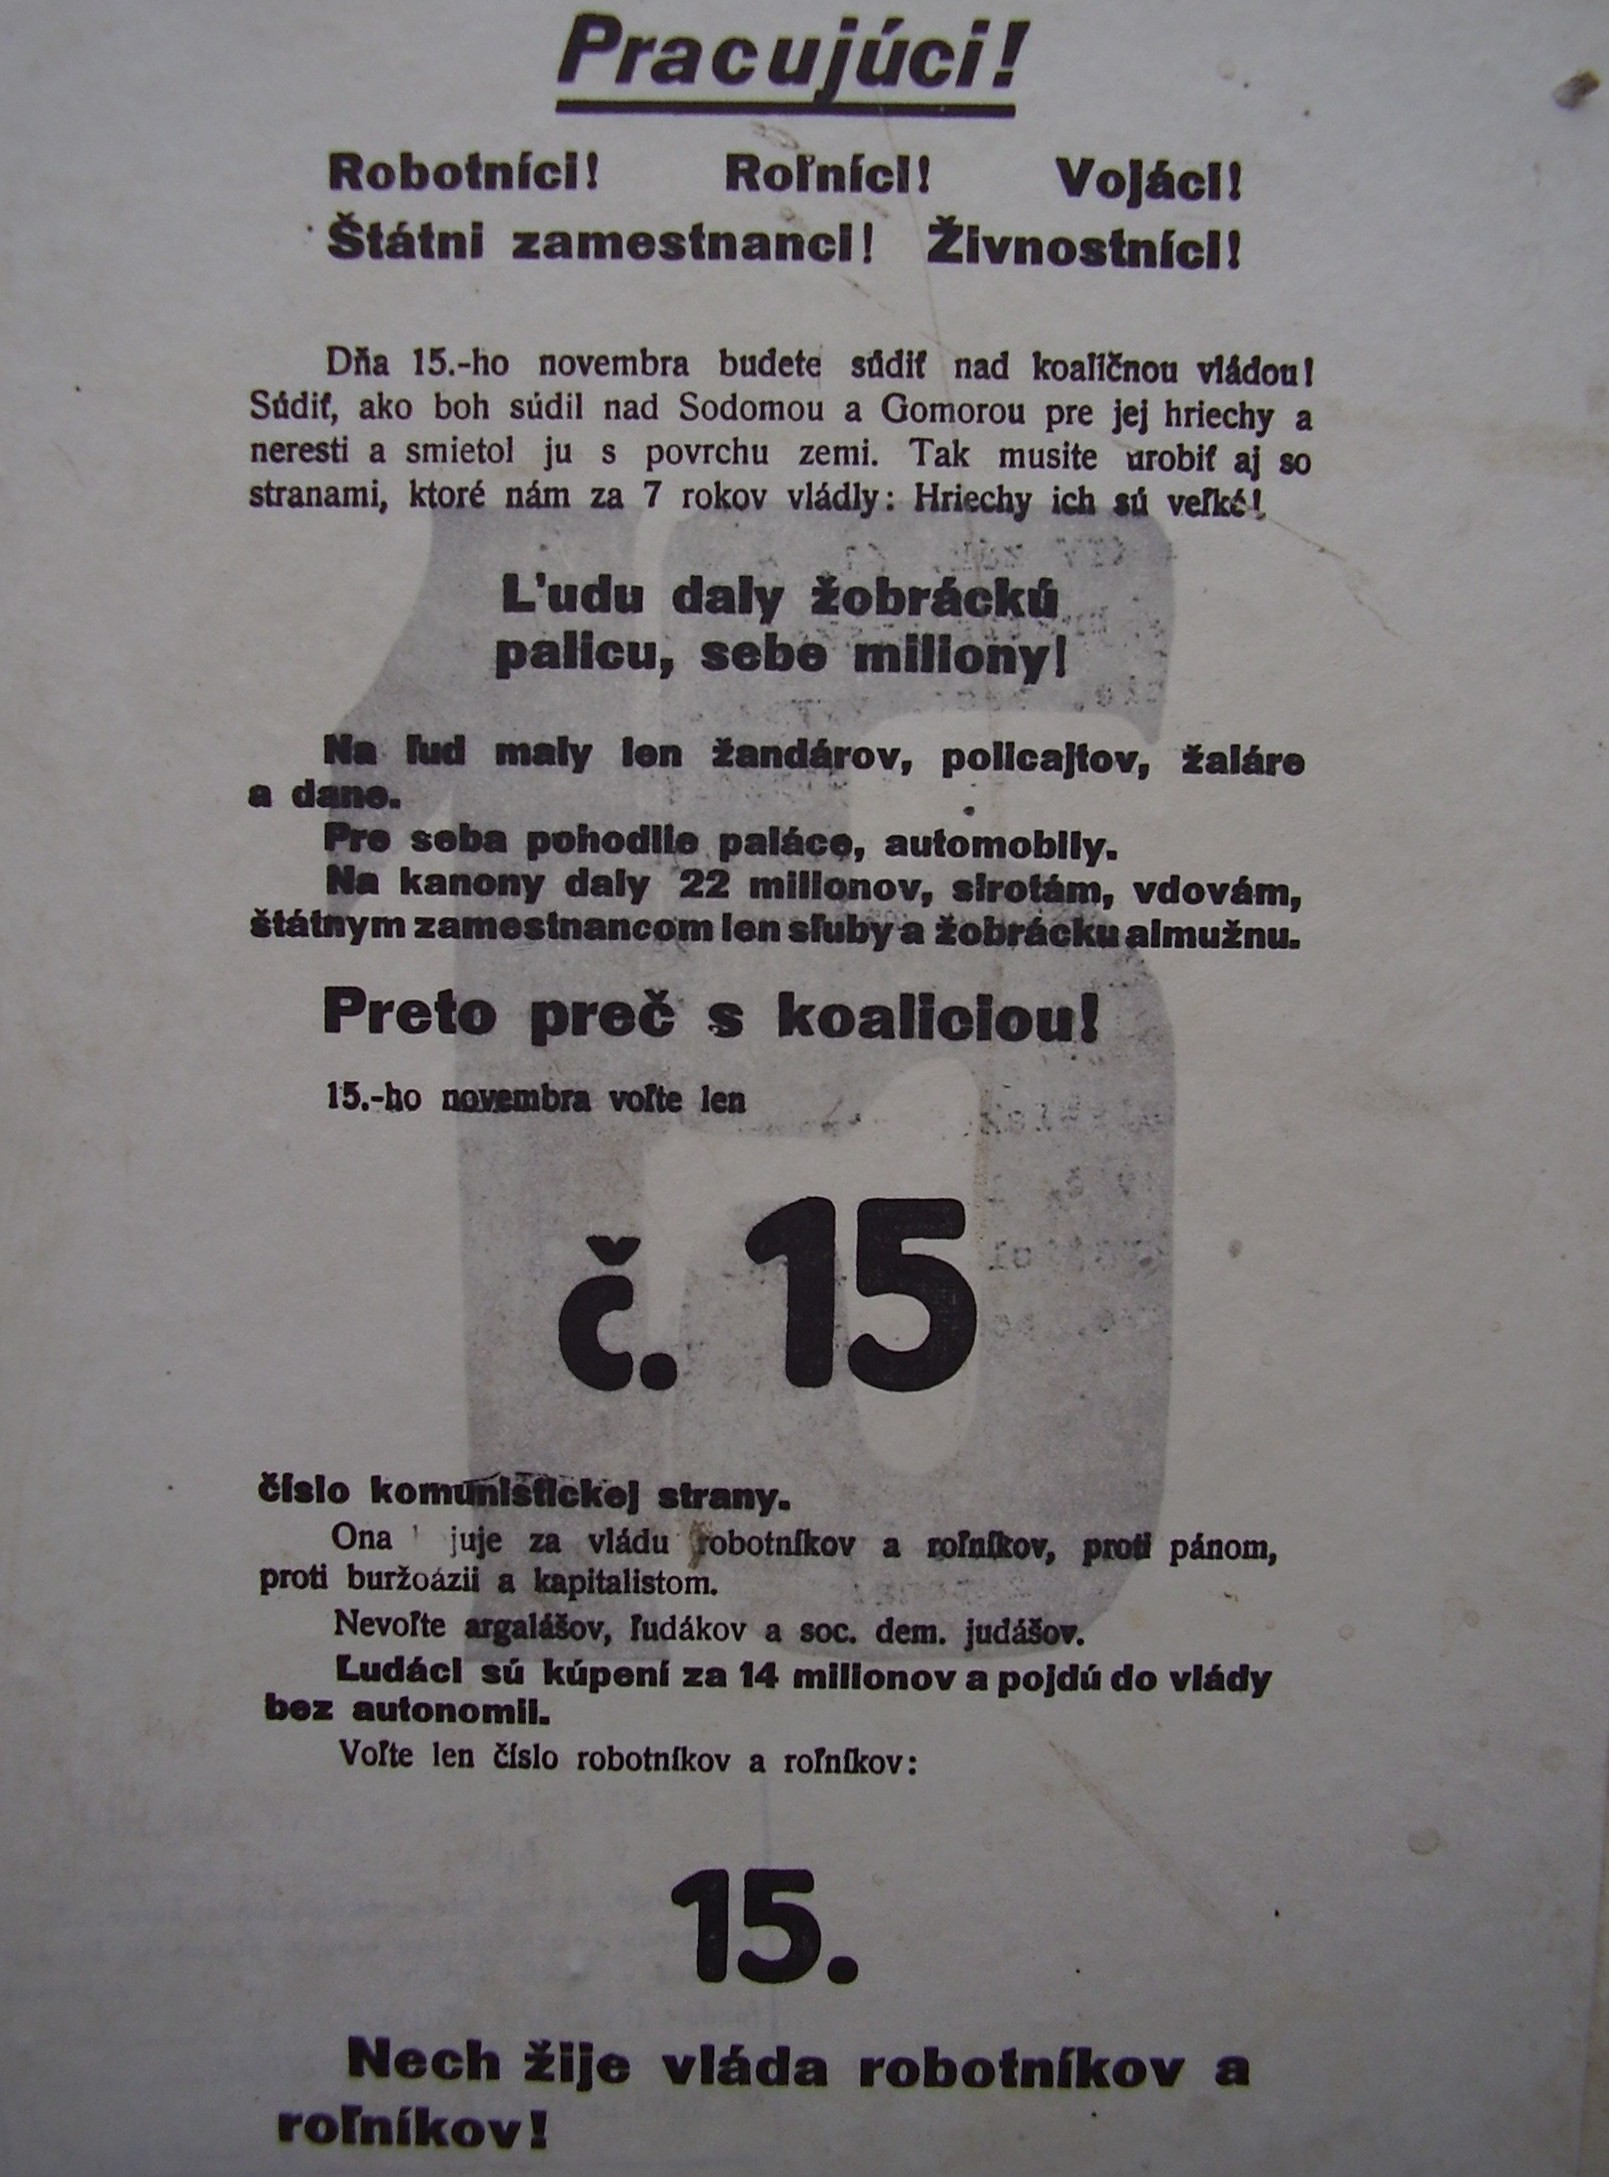 Pracujúci!
Robotníci! Roľníci! Vojáci!
Štátni zamestnanci! Živnostníci!
Dňa 15.-ho novembra budete súdiť nad koaličnou vládou!
Súdiť, ako boh súdil nad Sodomou a Gomorou pre jej hriechy a
neresti a smietol ju s povrchu zemi. Tak musite urobiť aj so
stranami, ktoré nám za 7 rokov vládly: Hriechy ich sú veľké!
Ľudu daly žobráckú
palicu, sebe miliony!
Na ľud maly len žandárov, policajtov, žaláre
a dane.
Pre seba pohodlie paláce, automobily.
Na kanony daly 22 milionov, sirotám, vdovám,
štátnym zamestnancom len sľuby a žobrácku almužnu.
Preto preč s koaliciou!
15.-ho novembra voľte len
č. 15
číslo komunistickej strany.
Ona juje za vládu robotníkov a roľníkov, proti pánom,
proti buržoázii a kapitalistom.
Nevoľte argalášov, ľudákov a soc. dem. judášov.
Ľudáci sú kúpení za 14 milionov a pojdú do vlády
bez autonomii.
Voľte len číslo robotníkov a roľníkov:
15.
Nech žije vláda robotníkov a
roľníkov!